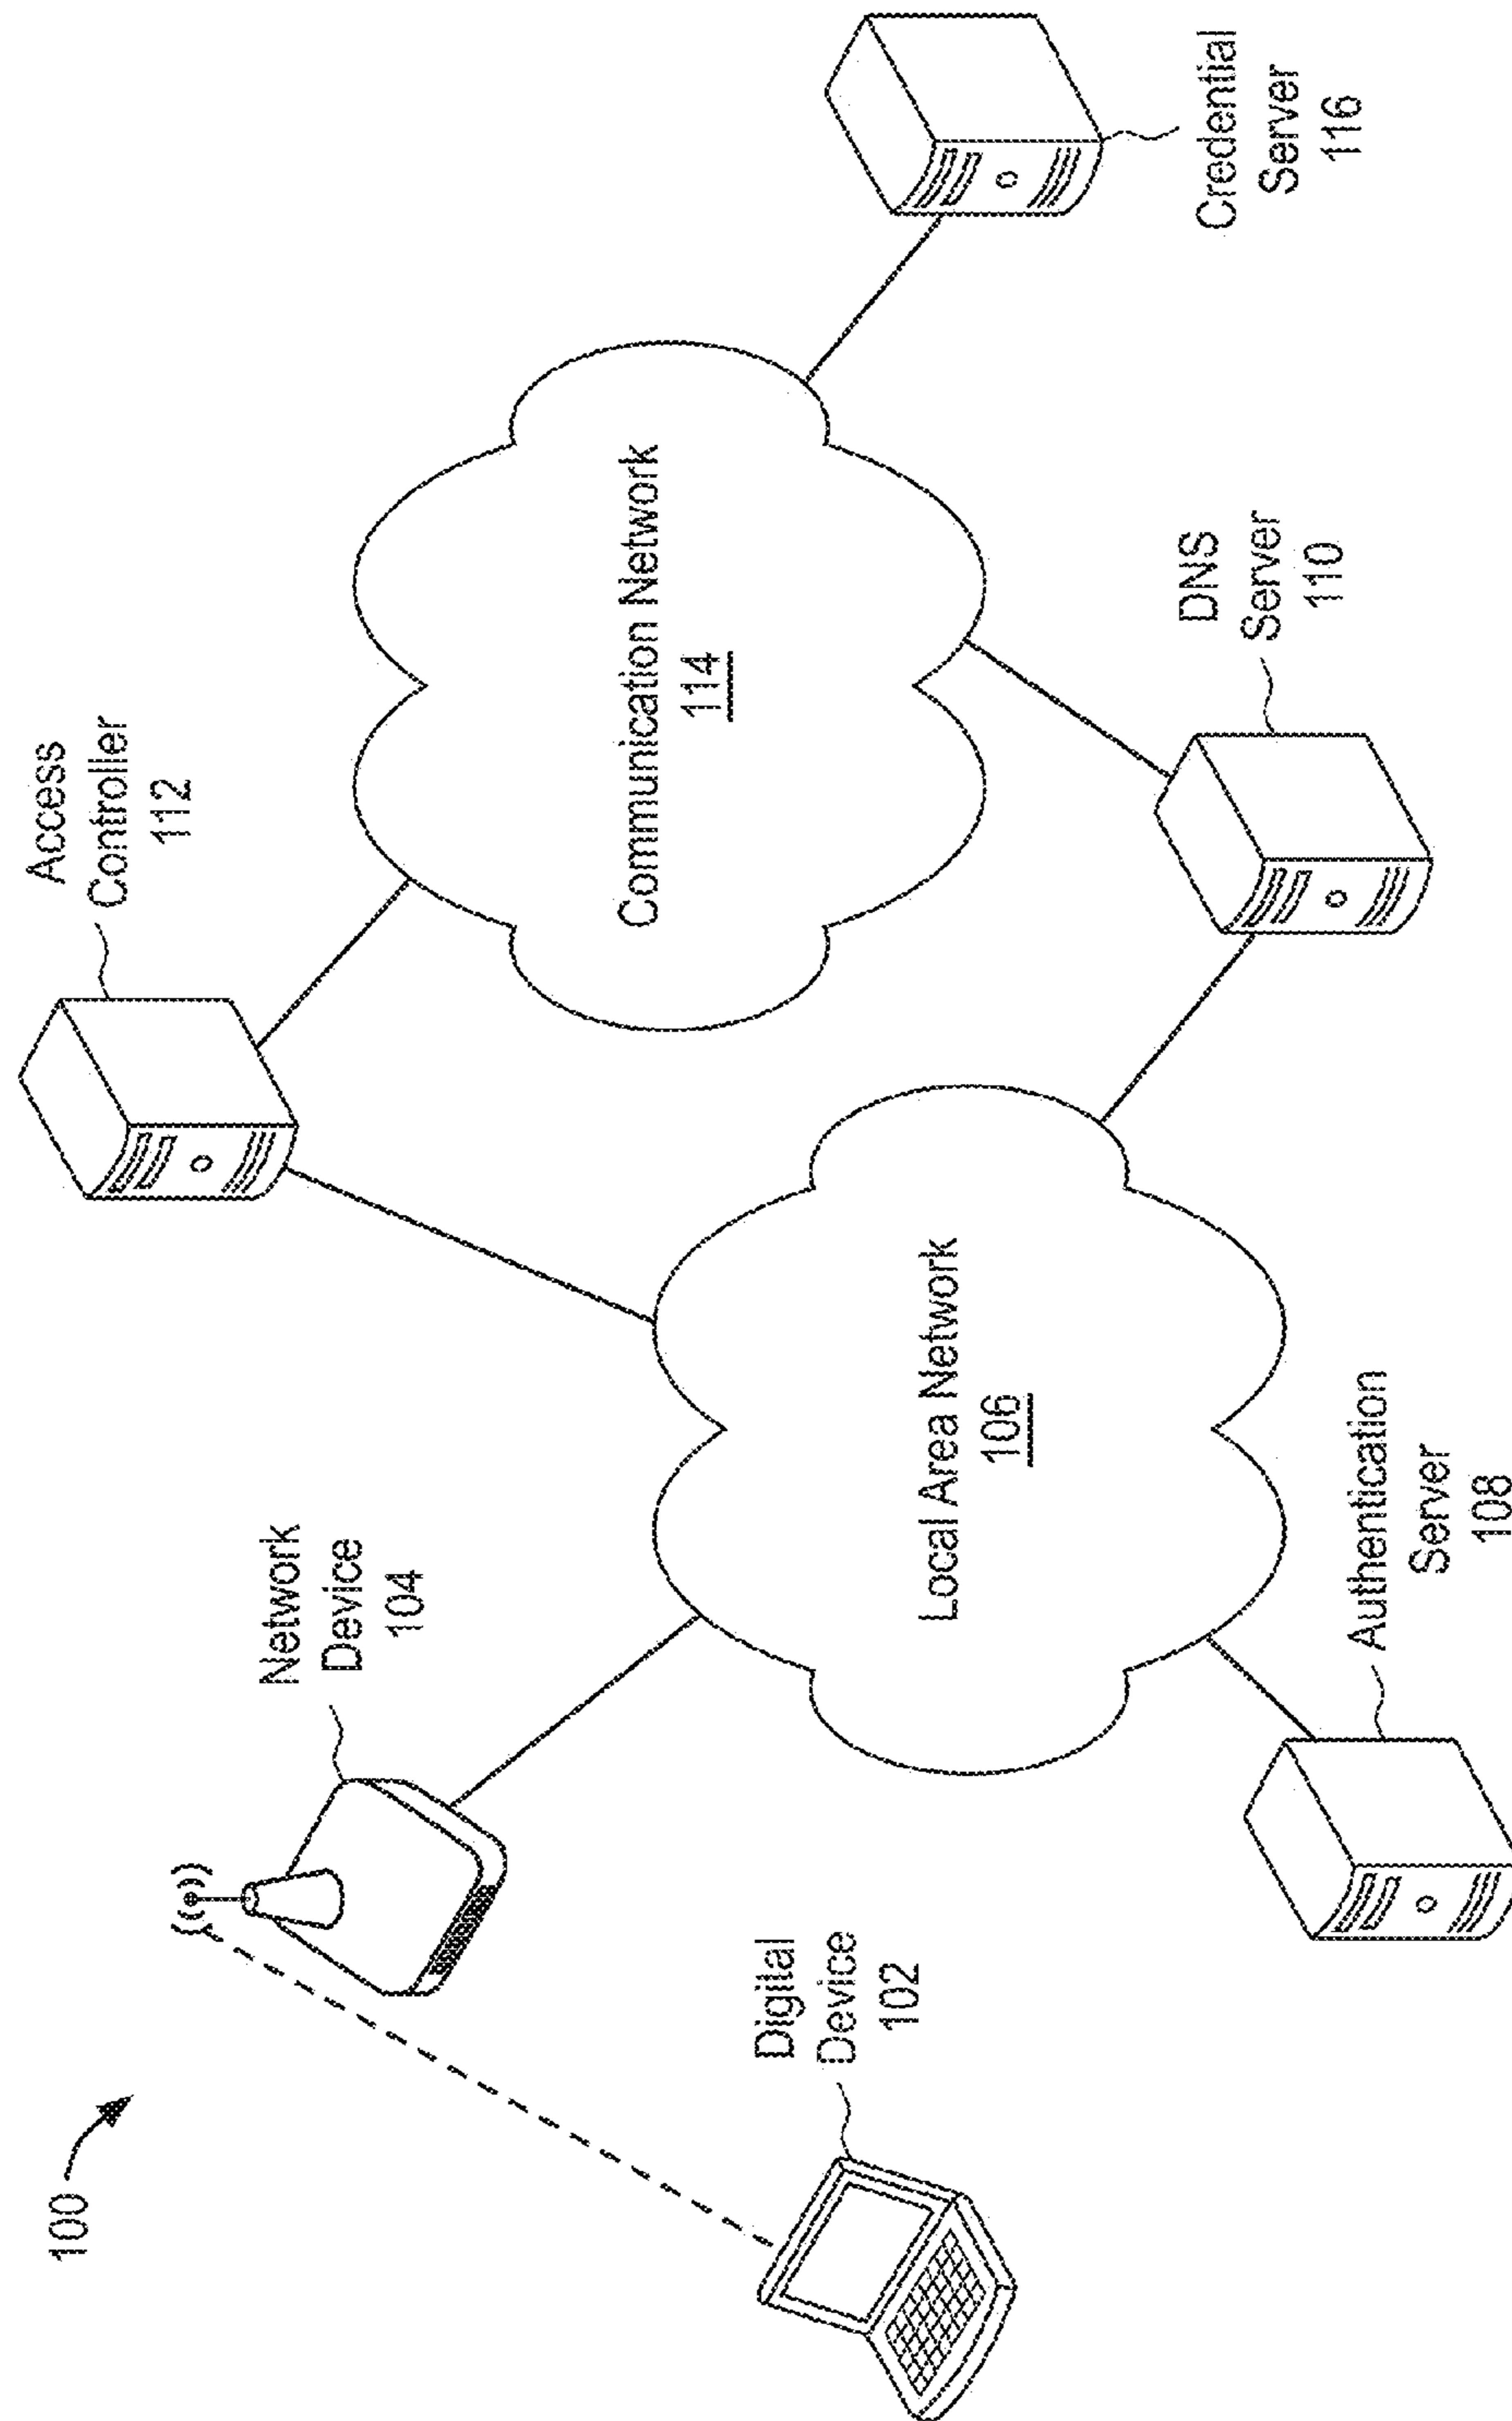 100
Digital
Device
102
Network
Device
104
Access
Controller
112
Local Area Network
106
Communication Network
114
Authentication
Server
108
DNS
Server
110
Credential
Server
116